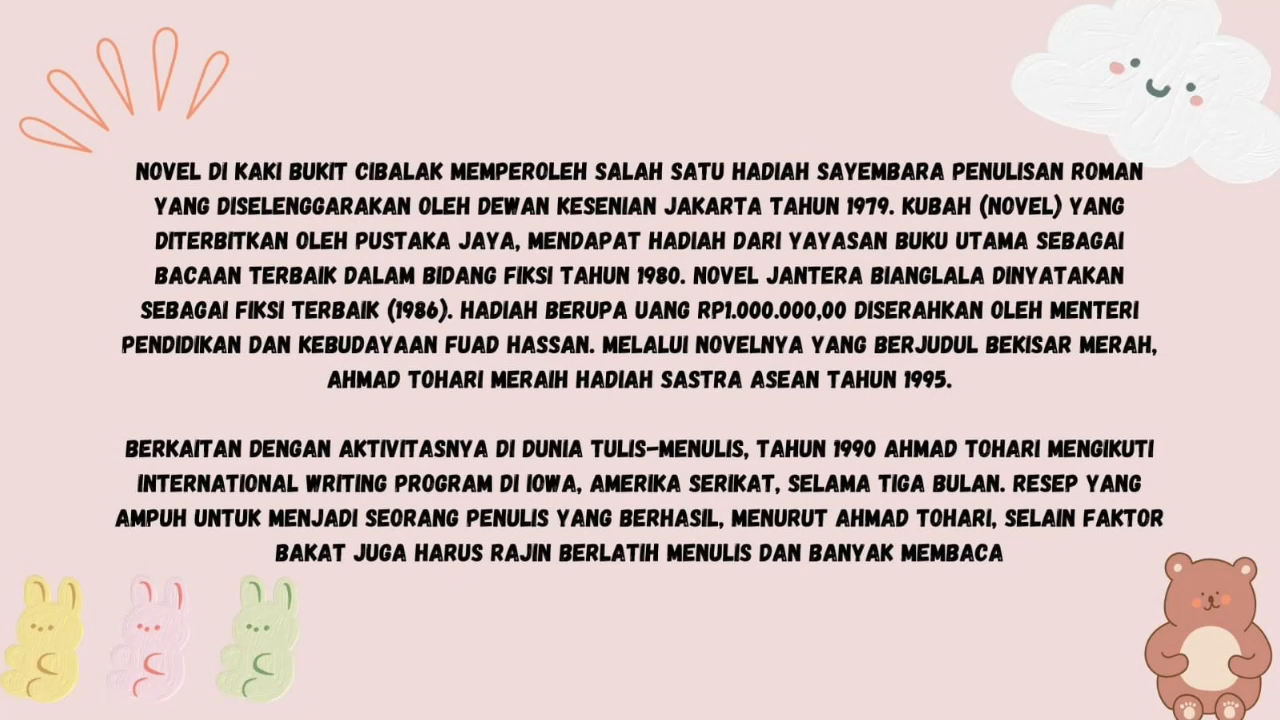 NOVEL DI KAKI BUKIT CIBALAK MEMPEROLEH SALAH SATU HADIAH SAYEMBARA PENULISAN ROMAN
YANG DISELENGGARAKAN OLEH DEWAN KESENIAN JAKARTA TAHUN 1979. KUBAH (NOVEL) YANG
DITERBITKAN OLEH PUSTAKA JAYA, MENDAPAT HADIAH DARI YAYASAN BUKU UTAMA SEBAGAI
BACAAN TERBAIK DALAM BIDANG FIKSI TAHUN 1980. NOVEL JANTERA BIANGLALA DINYATAKAN
SEBAGAI FIKSI TERBAIK (1986). HADIAH BERUPA UANG RP1.000.000,00 DISERAHKAN OLEH MENTERI
PENDIDIKAN DAN KEBUDAYAAN FUAD HASSAN. MELALUI NOVELNYA YANG BERJUDUL BEKISAR MERAH,
AHMAD TOHARI MERAIH HADIAH SASTRA ASEAN TAHUN 1995.
BERKAITAN DENGAN AKTIVITASNYA DI DUNIA TULIS-MENULIS, TAHUN 1990 AHMAD TOHARI MENGIKUTI
INTERNATIONAL WRITING PROGRAM DI IOWA, AMERIKA SERIKAT, SELAMA TIGA BULAN. RESEP YANG
AMPUH UNTUK MENJADI SEORANG PENULIS YANG BERHASIL, MENURUT AHMAD TOHARI, SELAIN FAKTOR
BAKAT JUGA HARUS RAJIN BERLATIH MENULIS DAN BANYAK MEMBACA